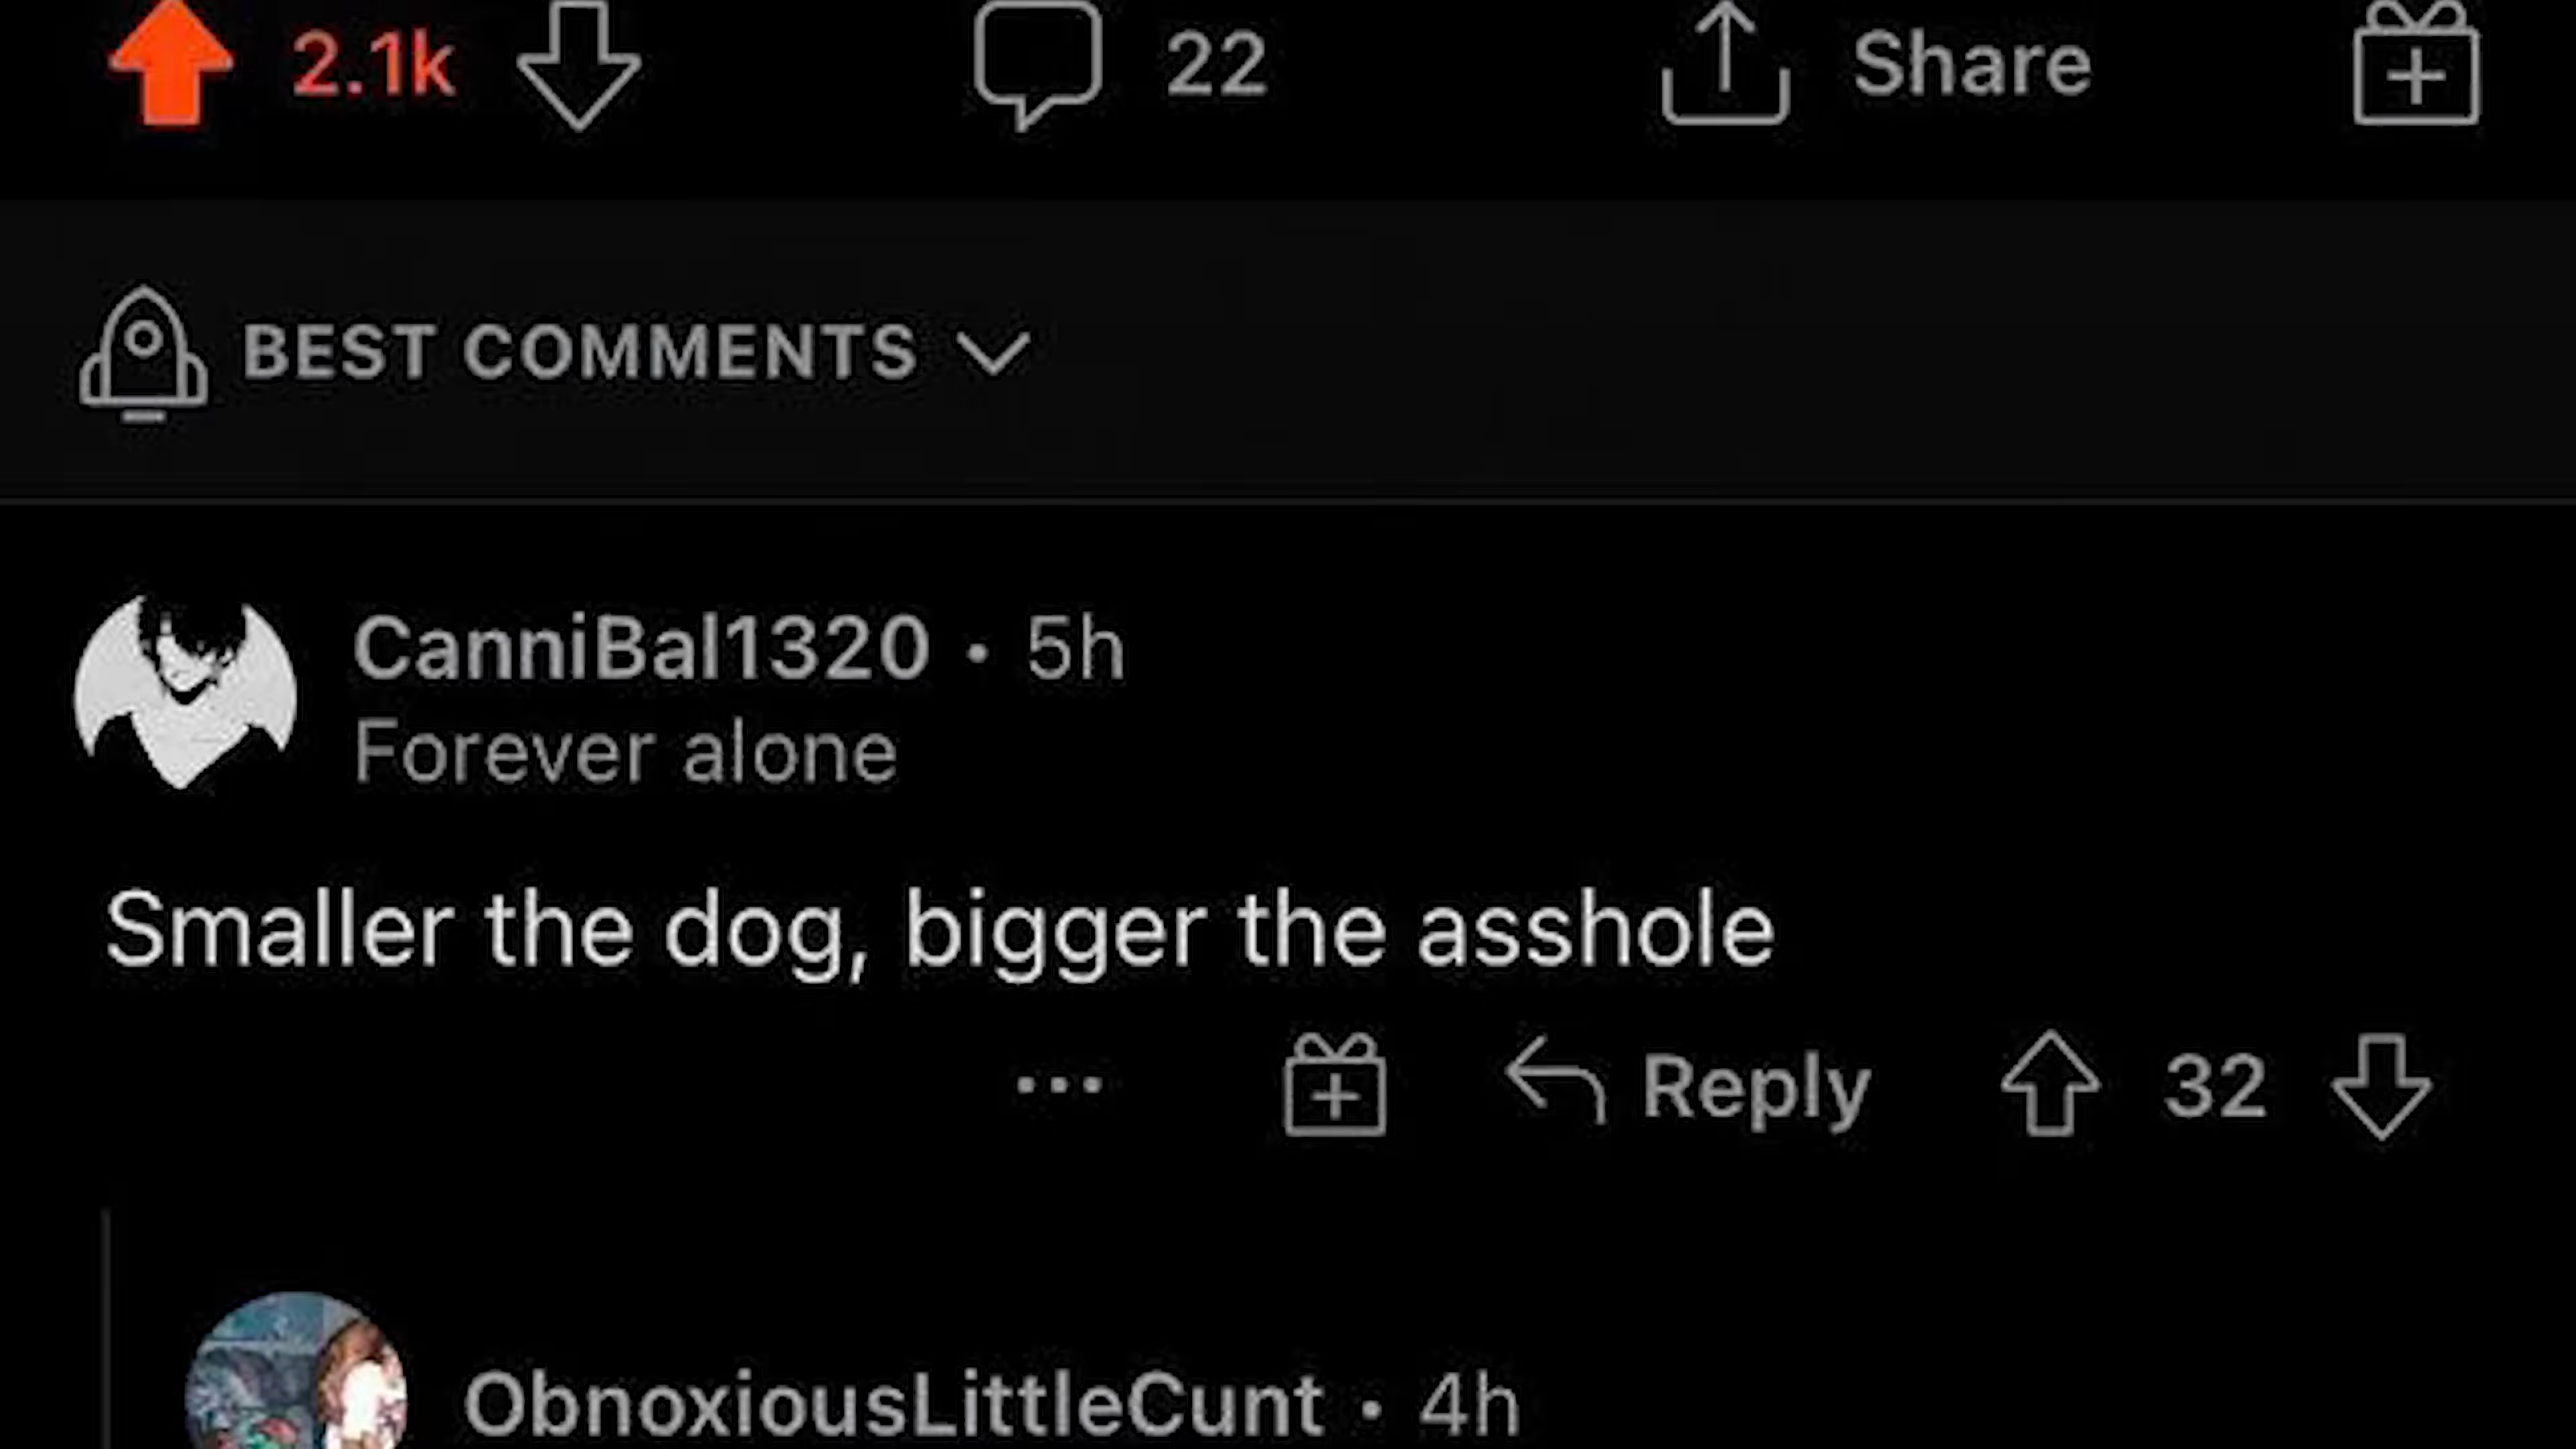 2.1k 22 Share
BEST COMMENTS
CanniBal1320 • 5h
Forever alone
Smaller the dog, bigger the asshole
... Reply 32
ObnoxiousLittleCunt • 4h